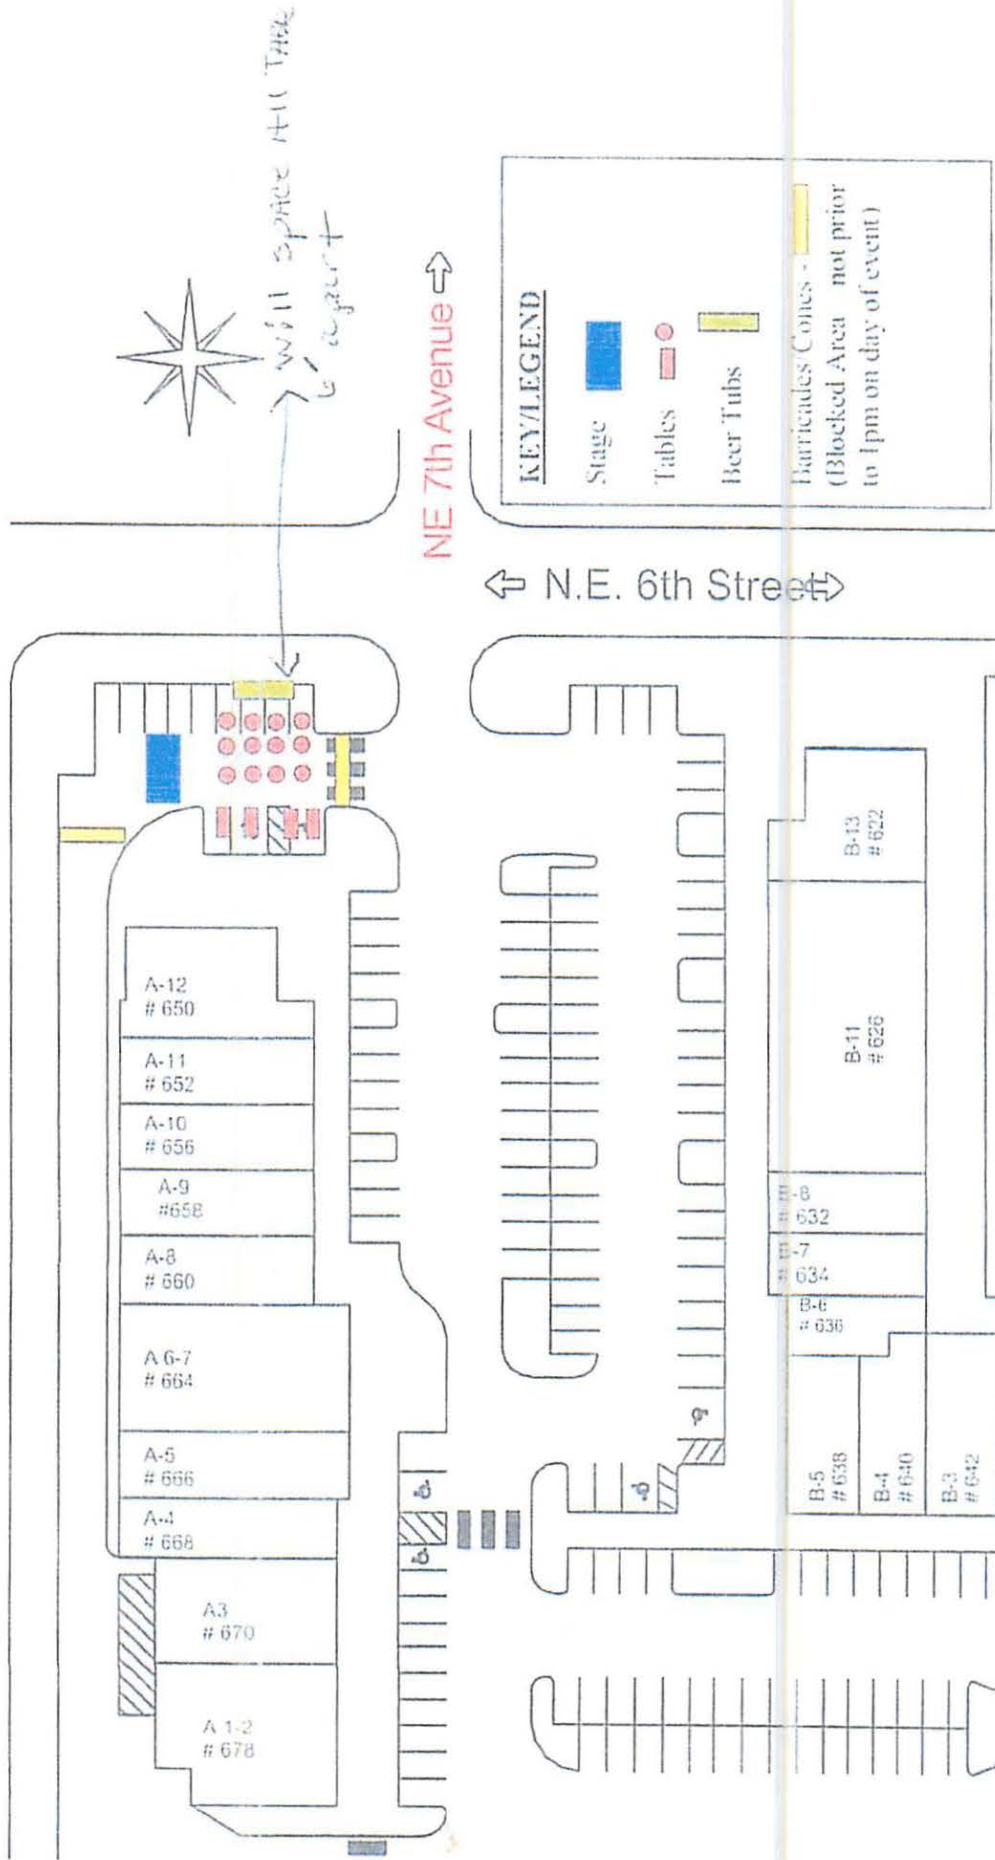 Will space All Table
6' apart
NE 7th Avenue
KEY/LEGEND
Stage
Tables
Beer Tubs
Barricades/Cones -
(Blocked Area not prior
to 1pm on day of event)
N.E. 6th Street
A-12
# 650
A-11
# 652
A-10
# 656
A-9
#658
A-8
# 660
A 6-7
# 664
A-5
# 666
A-4
# 668
A3
# 670
A 1-2
# 678
B-13
# 622
B-11
# 626
B-8
# 632
B-7
# 634
B-6
# 636
B-5
# 638
B-4
# 640
B-3
# 642